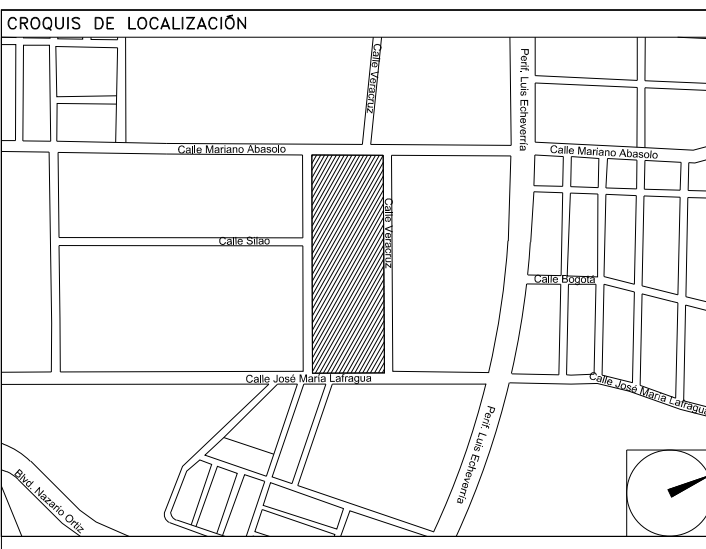 CROQUIS DE LOCALIZACIÓN
Calle Veracruz
Perif. Luis Echeverría
Calle Mariano Abasolo
Calle Mariano Abasolo
Calle Veracruz
Calle Silao
Calle Bogotá
Calle José María Lafragua
Calle José María Lafragua
Perif. Luis Echeverría
Blvd. Nazario Ortiz